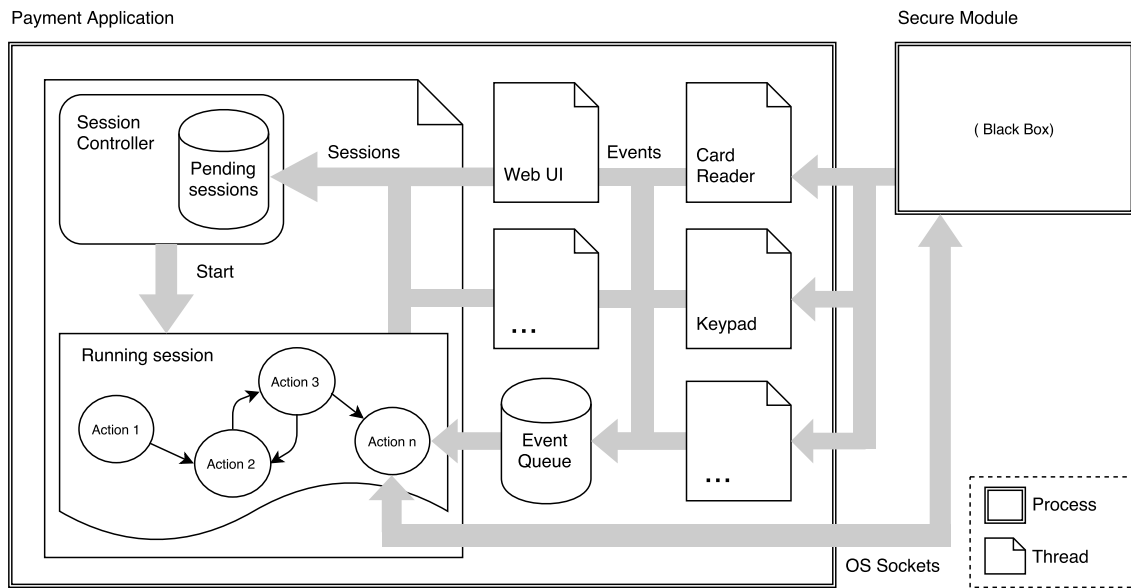 Payment Application
Secure Module
Session
Controller
Pending
sessions
Sessions
Web UI
Events
Card
Reader
( Black Box)
Start
...
Keypad
Running session
Action 1
Action 2
Action 3
Action n
Event
Queue
...
OS Sockets
Process
Thread